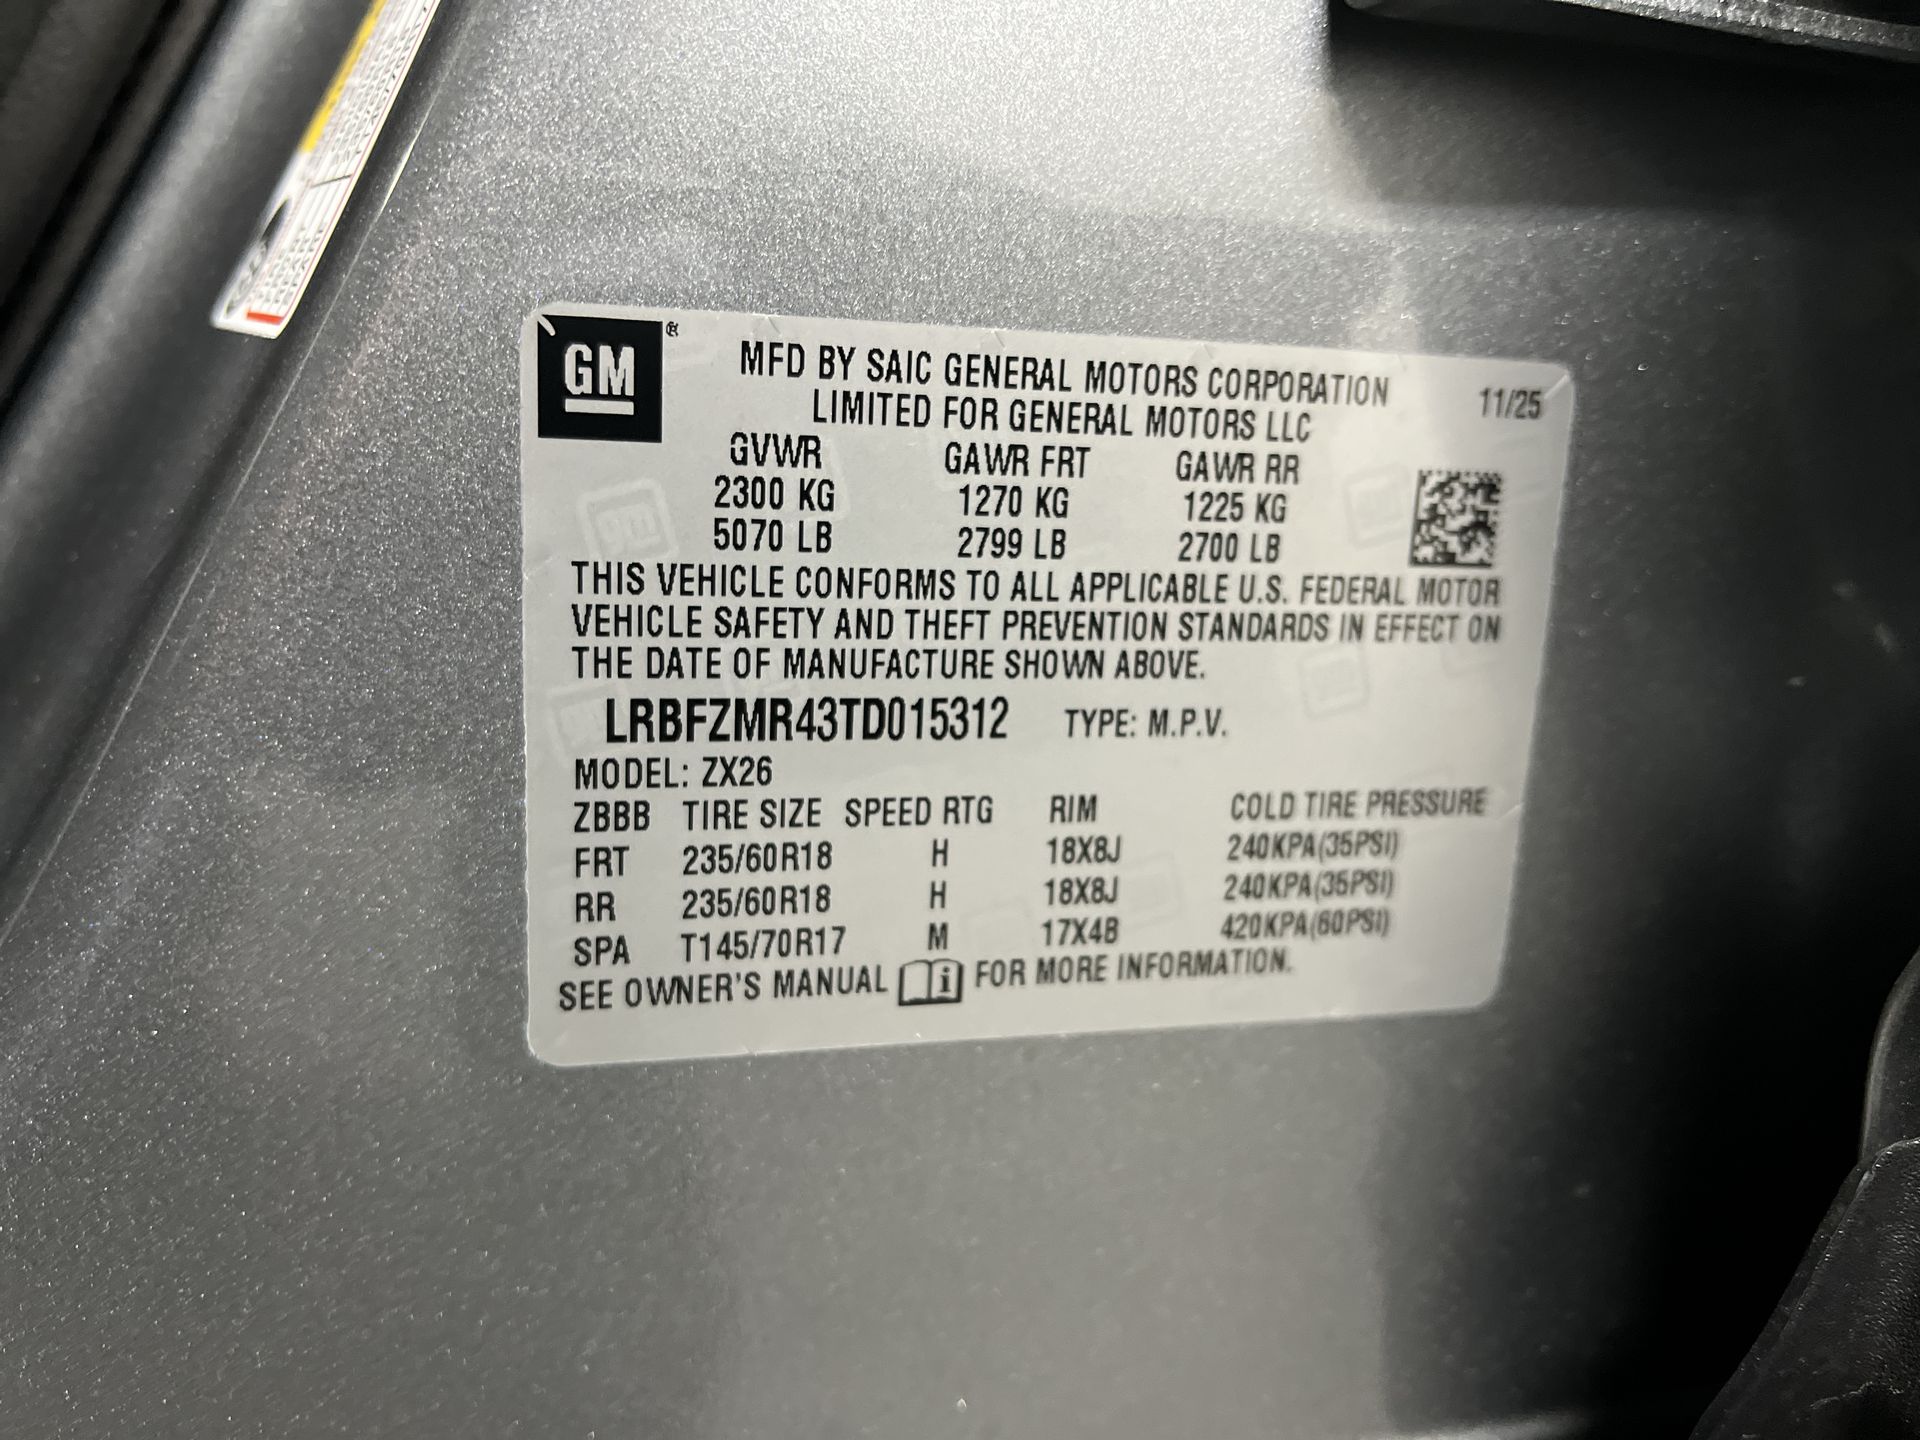 GM
®
MFD BY SAIC GENERAL MOTORS CORPORATION
LIMITED FOR GENERAL MOTORS LLC
11/25
GVWR GAWR FRT GAWR RR
2300 KG 1270 KG 1225 KG
5070 LB 2799 LB 2700 LB
THIS VEHICLE CONFORMS TO ALL APPLICABLE U.S. FEDERAL MOTOR
VEHICLE SAFETY AND THEFT PREVENTION STANDARDS IN EFFECT ON
THE DATE OF MANUFACTURE SHOWN ABOVE.
LRBFZMR43TD015312 TYPE: M.P.V.
MODEL: ZX26
ZBBB TIRE SIZE SPEED RTG RIM COLD TIRE PRESSURE
FRT 235/60R18 H 18X8J 240KPA(35PSI)
RR 235/60R18 H 18X8J 240KPA(35PSI)
SPA T145/70R17 M 17X4B 420KPA(60PSI)
SEE OWNER'S MANUAL i FOR MORE INFORMATION.